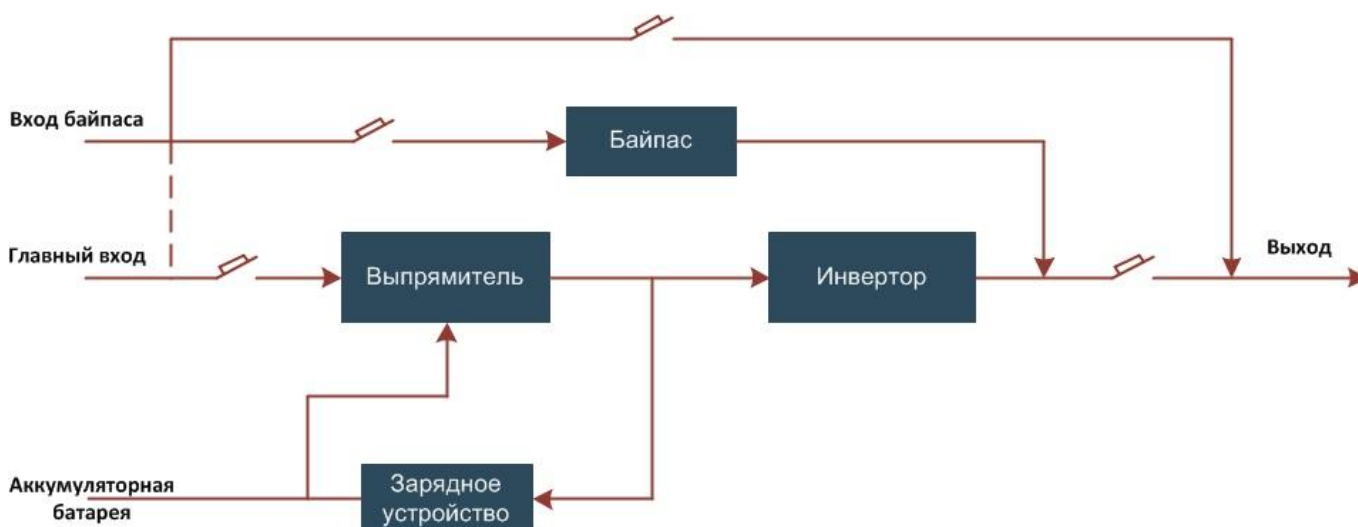 Вход байпаса
Байпас
Главный вход
Выпрямитель
Инвертор
Выход
Аккумуляторная
батарея
Зарядное
устройство